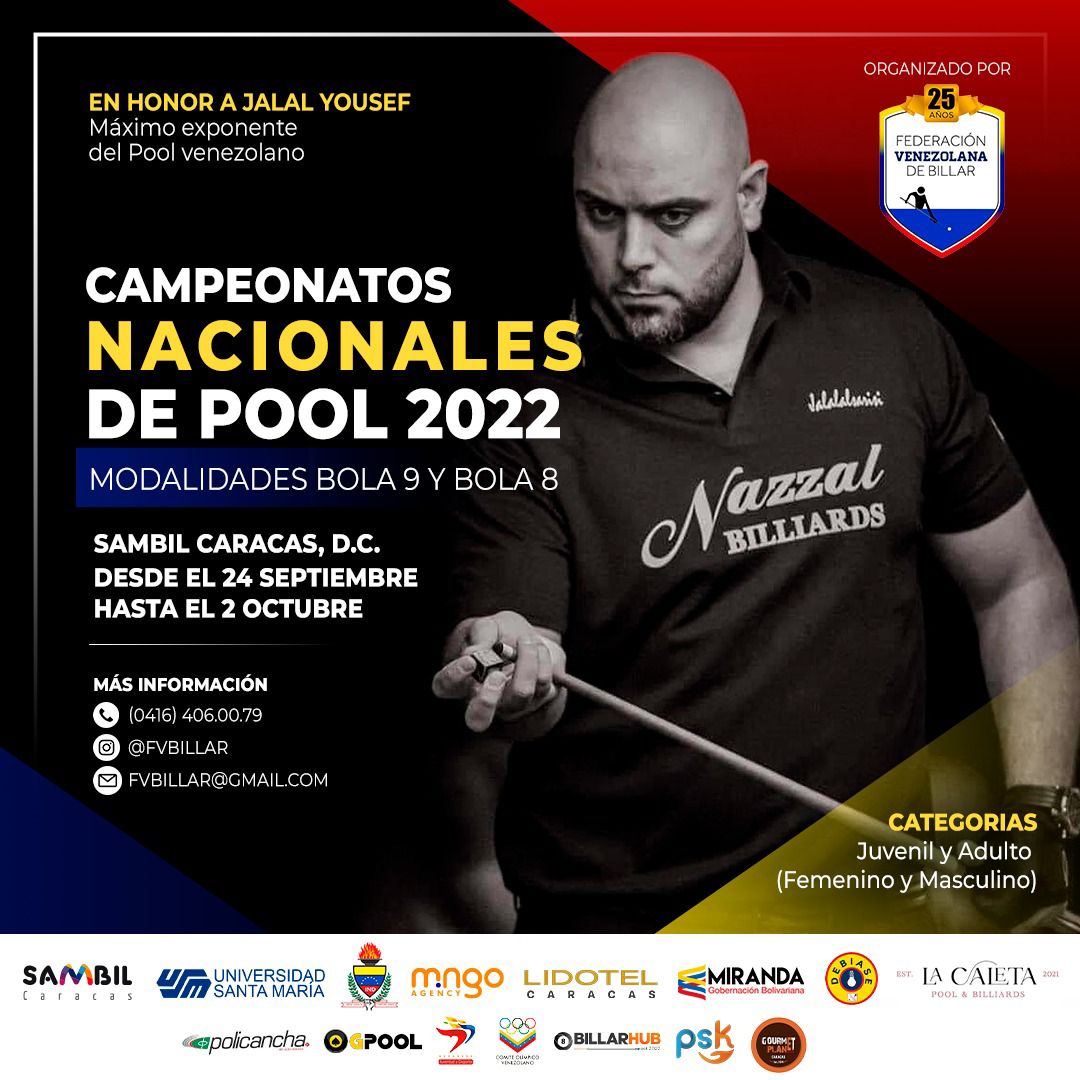 EN HONOR A JALAL YOUSEF
Máximo exponente
del Pool venezolano
ORGANIZADO POR
25
AÑOS
FEDERACIÓN
VENEZOLANA
DE BILLAR
CAMPEONATOS
NACIONALES
DE POOL 2022
MODALIDADES BOLA 9 Y BOLA 8
Jalalalsarisi
Nazzal
BILLIARDS
SAMBIL CARACAS, D.C.
DESDE EL 24 SEPTIEMBRE
HASTA EL 2 OCTUBRE
MÁS INFORMACIÓN
(0416) 406.00.79
@FVBILLAR
FVBILLAR@GMAIL.COM
CATEGORIAS
Juvenil y Adulto
(Femenino y Masculino)
SAMBIL
Caracas
UNIVERSIDAD
SANTA MARÍA
IND
mngo
AGENCY
LIDOTEL
CARACAS
MIRANDA
Gobernación Bolivariana
DEBIASE
EST. LA CALETA 2021
POOL & BILLIARDS
policancha
GPOOL
COMITÉ OLÍMPICO
VENEZOLANO
8 BILLARHUB
psk
GOURMET
PLANET
CARACAS